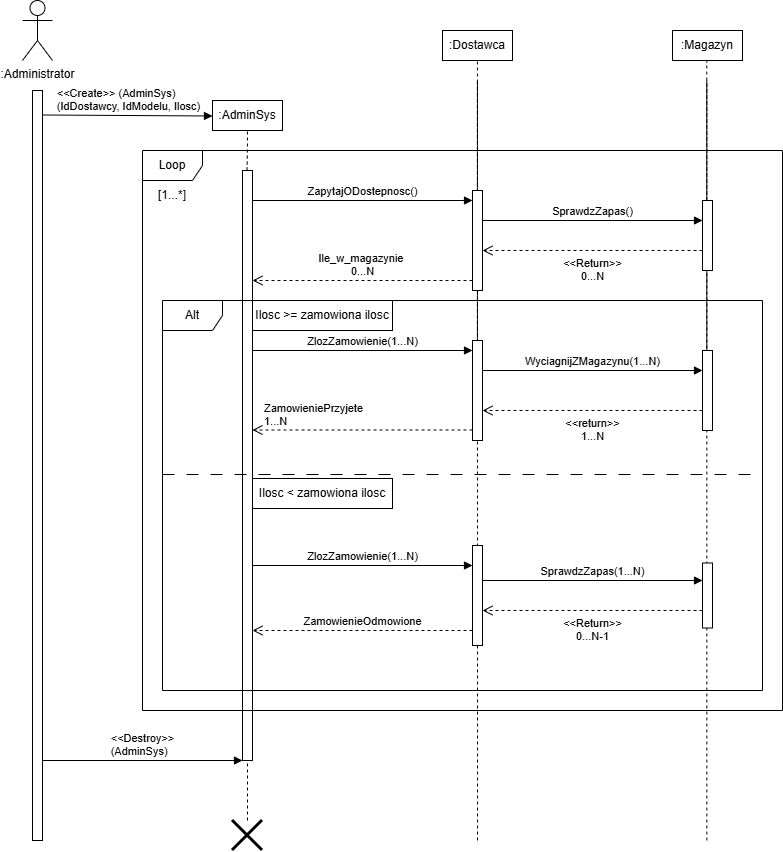 :Administrator
:Dostawca
:Magazyn
<<Create>> (AdminSys)
(IdDostawcy, IdModelu, Ilosc)
:AdminSys
Loop
[1...*]
ZapytajODostepnosc()
SprawdzZapas()
Ile_w_magazynie
0...N
<<Return>>
0...N
Alt
Ilosc >= zamowiona ilosc
ZlozZamowienie(1...N)
WyciagnijZMagazynu(1...N)
ZamowieniePrzyjete
1...N
<<return>>
1...N
Ilosc < zamowiona ilosc
ZlozZamowienie(1...N)
SprawdzZapas(1...N)
ZamowienieOdmowione
<<Return>>
0...N-1
<<Destroy>>
(AdminSys)